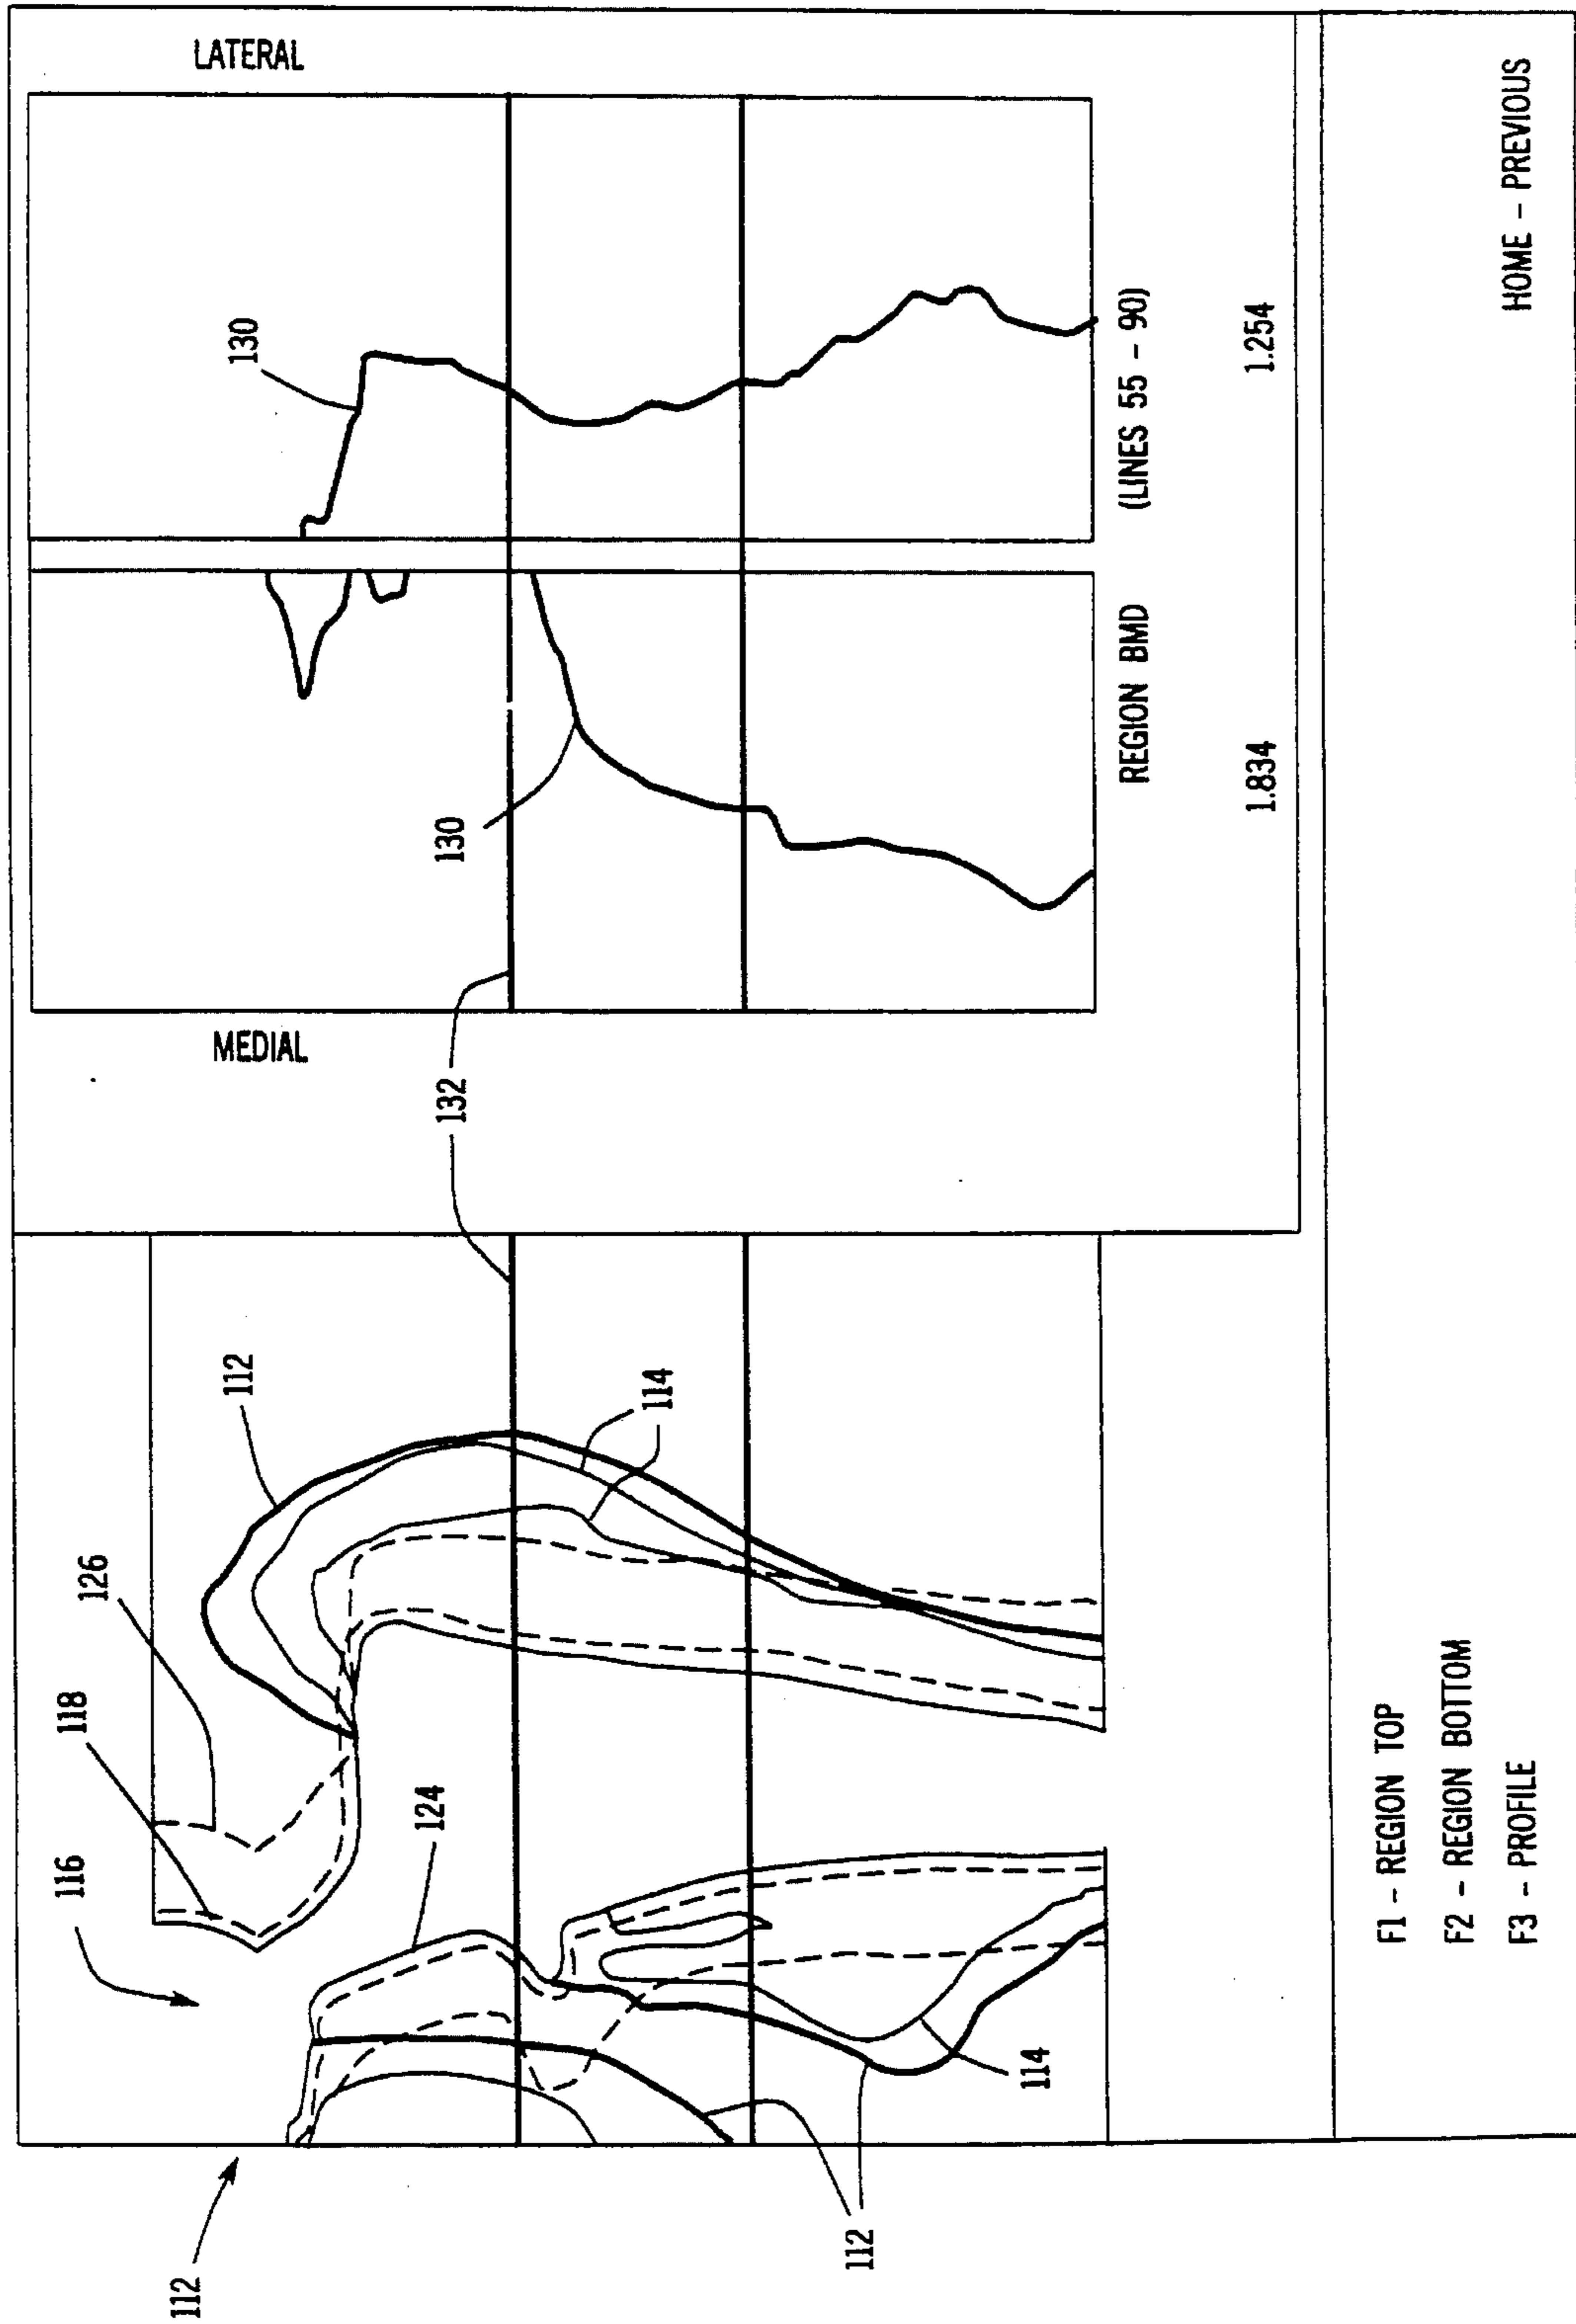 112
116
118
126
112
124
114
112
114
132
MEDIAL
LATERAL
130
130
REGION BMD (LINES 55 - 90)
1.834 1.254
F1 - REGION TOP
F2 - REGION BOTTOM
F3 - PROFILE
HOME - PREVIOUS